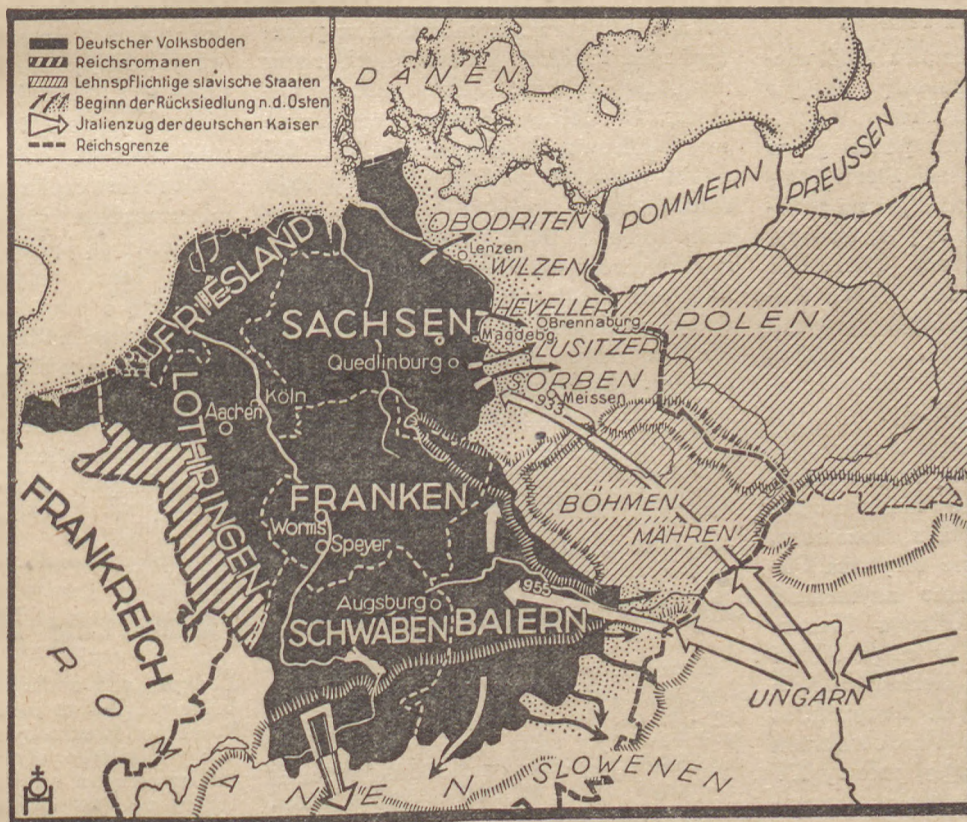 Deutscher Volksboden
Reichsromanen
Lehnspflichtige slavische Staaten
Beginn der Rücksiedlung n.d. Osten
Jtalienzug der deutschen Kaiser
Reichsgrenze
DÄNEN
PREUSSEN
POMMERN
OBODRITEN
Lenzen
WILZEN
FRIESLAND
HEVELLER
Brennaburg
SACHSEN
Magdebg
POLEN
LUSITZER
Quedlinburg
SORBEN
Meissen
933
LOTHRINGEN
Köln
Aachen
FRANKEN
BÖHMEN
MÄHREN
Worms
Speyer
FRANKREICH
955
Augsburg
SCHWABEN
BAIERN
UNGARN
ROMANEN
SLOWENEN